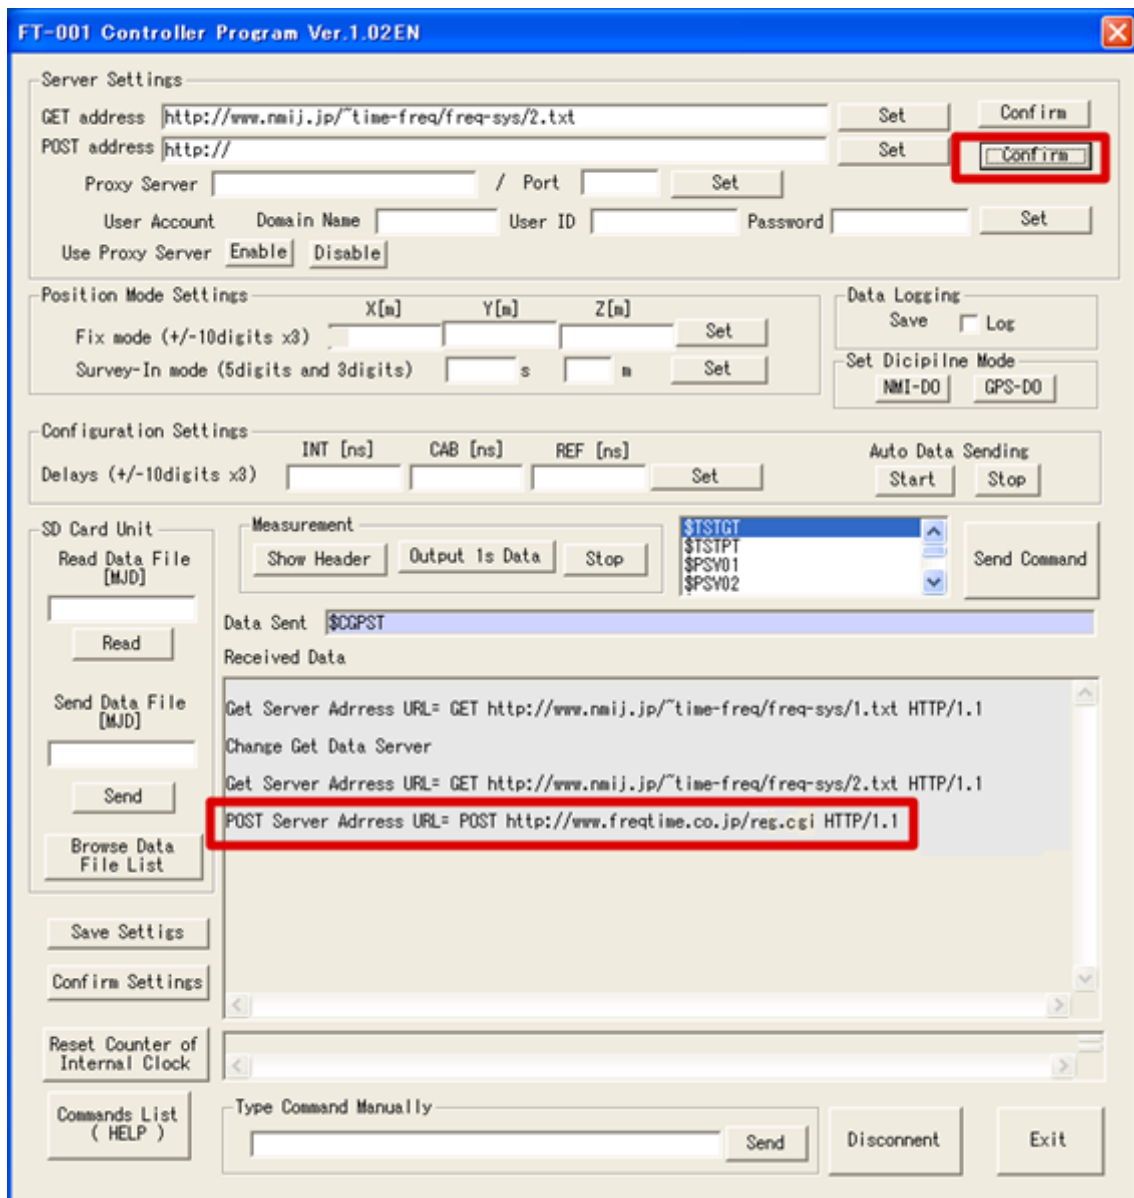 FT-001 Controller Program Ver.1.02EN
Server Settings
GET address http://www.nmij.jp/~time-freq/freq-sys/2.txt Set Confirm
POST address http:// Set Confirm
Proxy Server / Port Set
User Account Domain Name User ID Password Set
Use Proxy Server Enable Disable
Position Mode Settings
X[m] Y[m] Z[m]
Fix mode (+/-10digits x3) Set
Survey-In mode (5digits and 3digits) s m Set
Data Logging
Save Log
Set Dicipilne Mode
NMI-DO GPS-DO
Configuration Settings
INT [ns] CAB [ns] REF [ns]
Delays (+/-10digits x3) Set
Auto Data Sending
Start Stop
SD Card Unit
Read Data File
[MJD]
Read
Send Data File
[MJD]
Send
Browse Data
File List
Measurement
Show Header Output 1s Data Stop
$TSTGT
$TSTPT
$PSV01
$PSV02
Send Command
Data Sent $CGPST
Received Data
Get Server Adrress URL= GET http://www.nmij.jp/~time-freq/freq-sys/1.txt HTTP/1.1
Change Get Data Server
Get Server Adrress URL= GET http://www.nmij.jp/~time-freq/freq-sys/2.txt HTTP/1.1
POST Server Adrress URL= POST http://www.freqtime.co.jp/reg.cgi HTTP/1.1
Save Settigs
Confirm Settings
Reset Counter of
Internal Clock
Commands List
( HELP )
Type Command Manually
Send
Disconnent
Exit